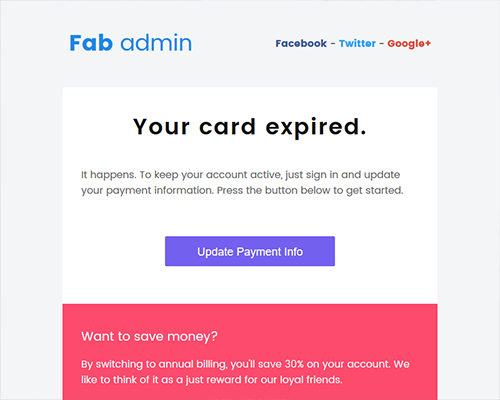 Fab admin
Facebook - Twitter - Google+
Your card expired.
It happens. To keep your account active, just sign in and update
your payment information. Press the button below to get started.
Update Payment Info
Want to save money?
By switching to annual billing, you'll save 30% on your account. We
like to think of it as a just reward for our loyal friends.